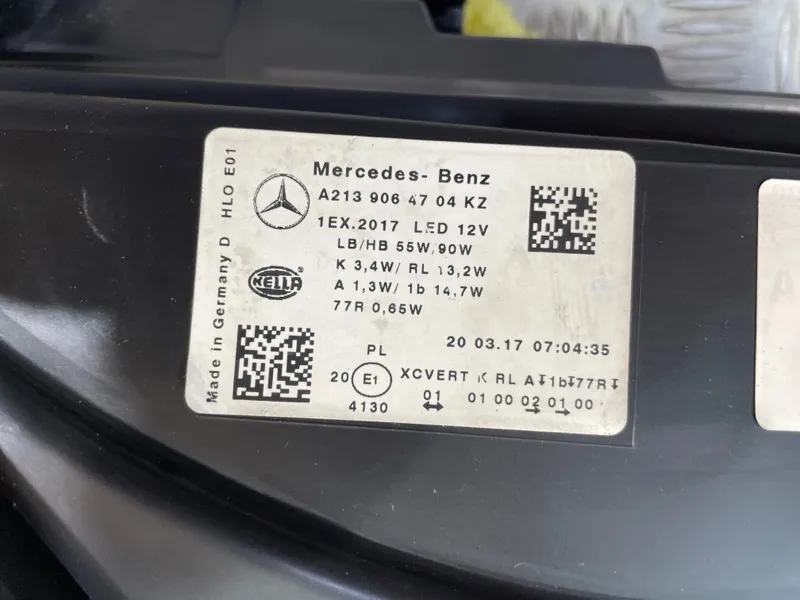 Mercedes- Benz
A213 906 47 04 KZ
1EX.2017 LED 12V
LB/HB 55W/90W
K 3,4W/ RL 13,2W
A 1,3W/ 1b 14,7W
77R 0,65W
HELLA
Made in Germany D HLO E01
20 03.17 07:04:35
PL
20 E1 XCVERT K RL A 1b 77R
4130 01 01 00 02 01 00